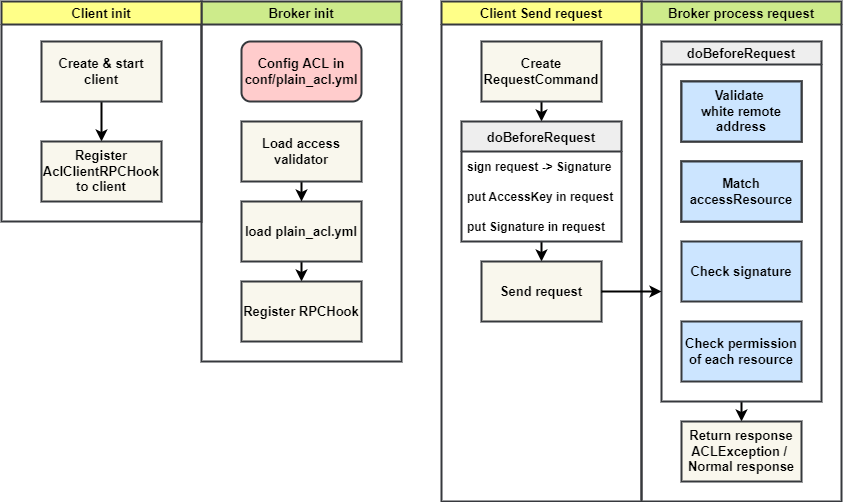 Client init
Create & start
client
Register
AclClientRPCHook
to client
Broker init
Config ACL in
conf/plain_acl.yml
Load access
validator
load plain_acl.yml
Register RPCHook
Client Send request
Create
RequestCommand
doBeforeRequest
sign request -> Signature
put AccessKey in request
put Signature in request
Send request
Broker process request
doBeforeRequest
Validate
white remote
address
Match
accessResource
Check signature
Check permission
of each resource
Return response
ACLException /
Normal response